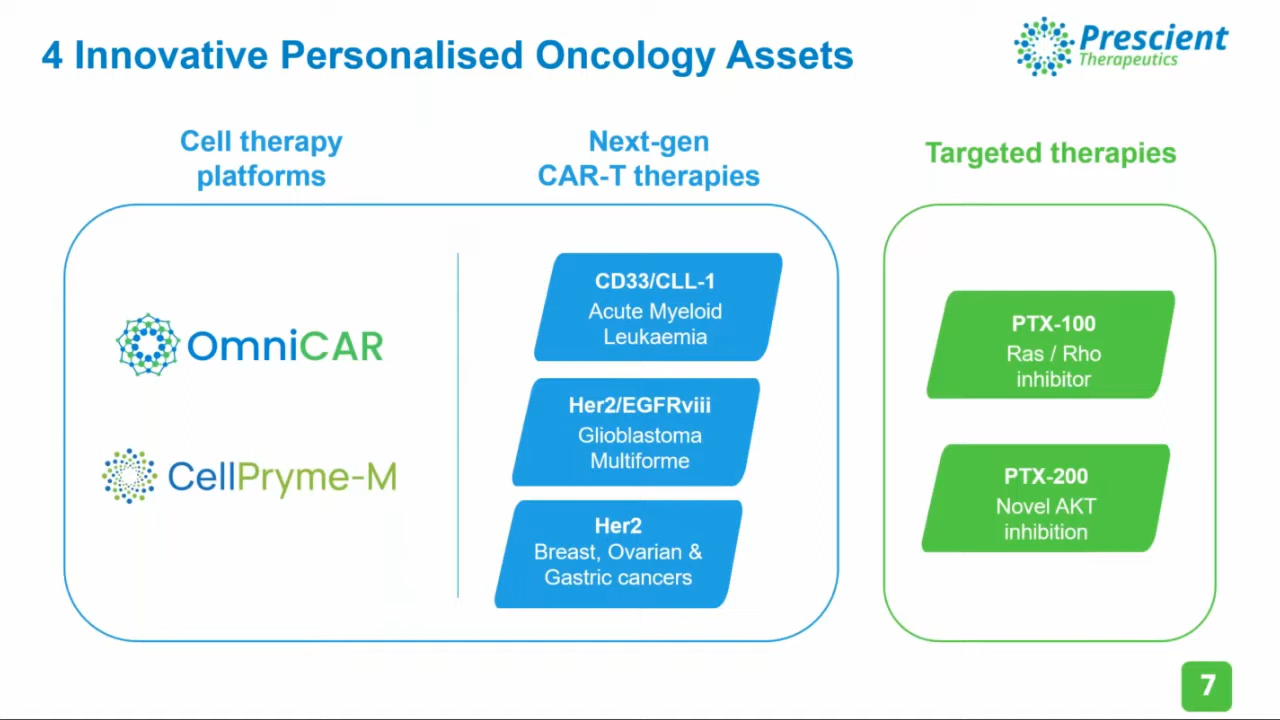 4 Innovative Personalised Oncology Assets
Prescient
Therapeutics
Cell therapy
platforms
Next-gen
CAR-T therapies
Targeted therapies
OmniCAR
CellPryme-M
CD33/CLL-1
Acute Myeloid
Leukaemia
Her2/EGFRviii
Glioblastoma
Multiforme
Her2
Breast, Ovarian &
Gastric cancers
PTX-100
Ras / Rho
inhibitor
PTX-200
Novel AKT
inhibition
7